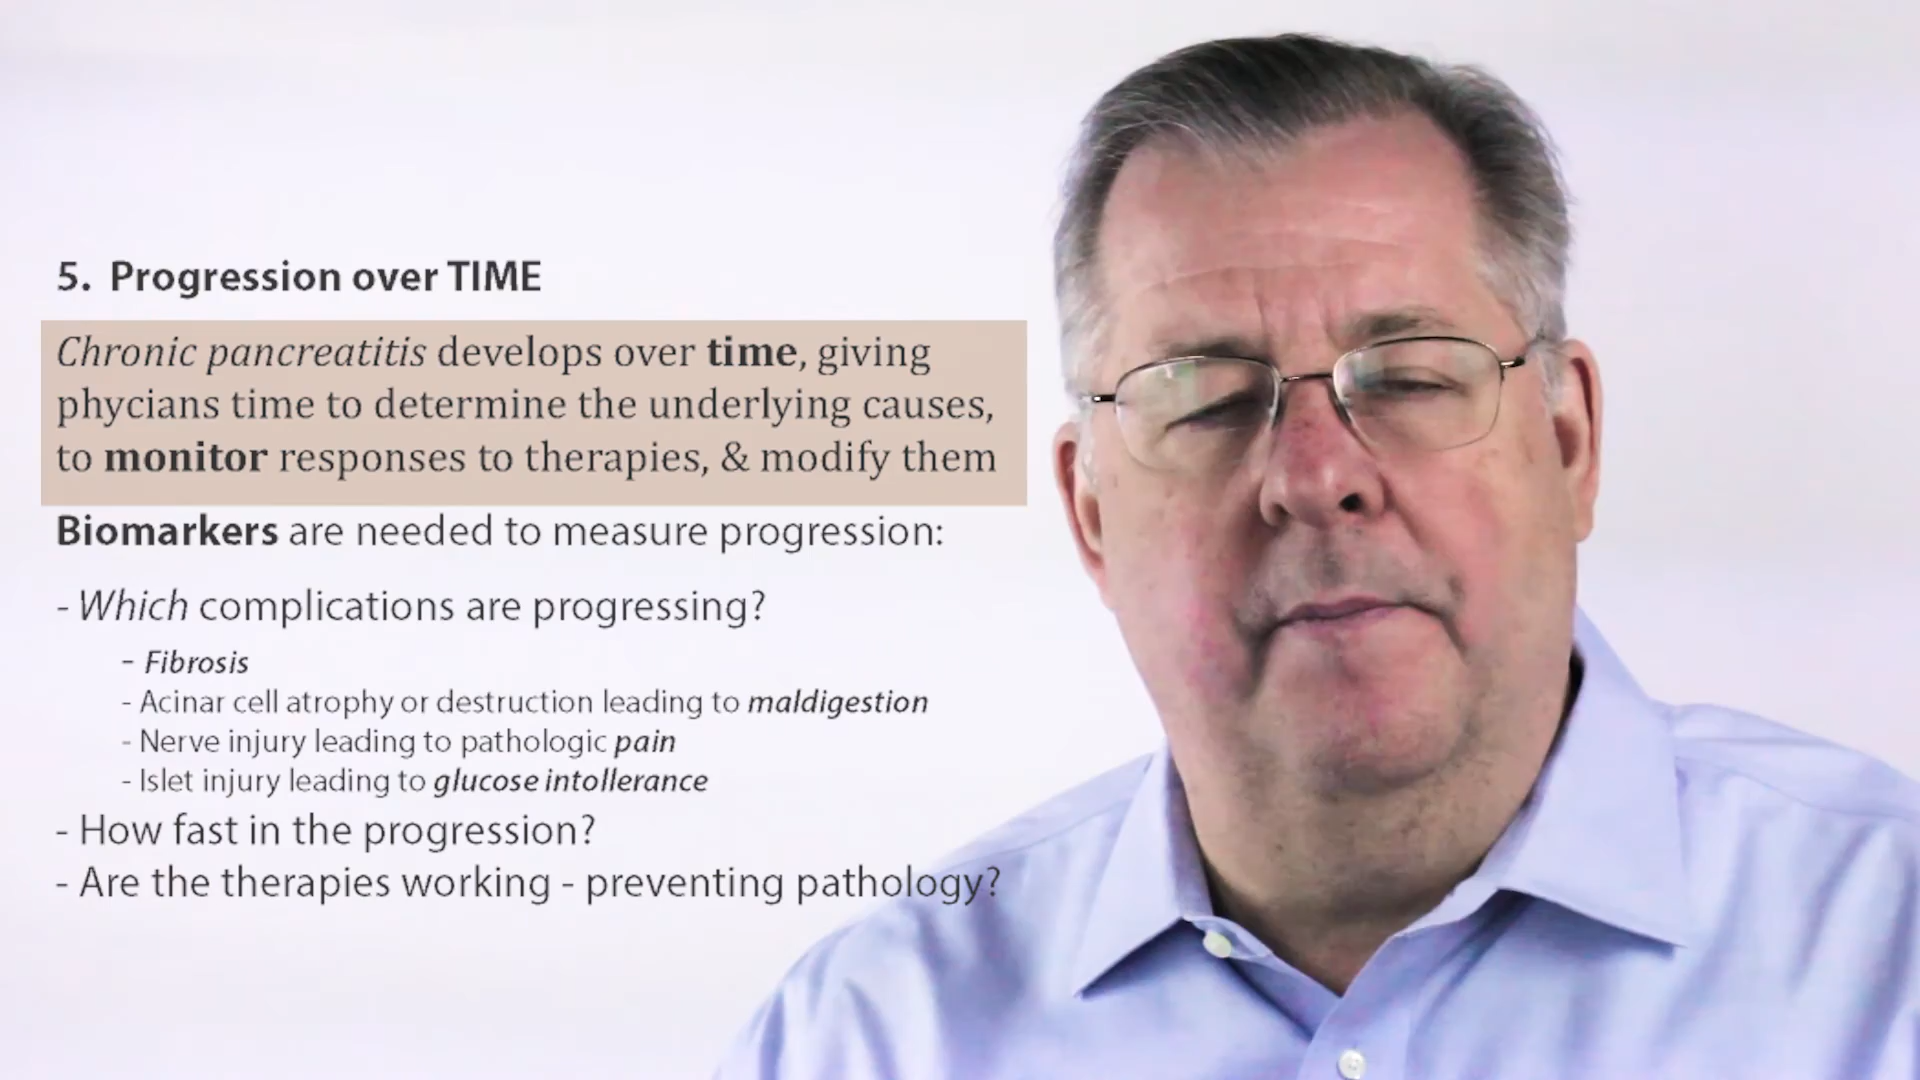 5. Progression over TIME
Chronic pancreatitis develops over time, giving
phycians time to determine the underlying causes,
to monitor responses to therapies, & modify them
Biomarkers are needed to measure progression:
- Which complications are progressing?
- Fibrosis
- Acinar cell atrophy or destruction leading to maldigestion
- Nerve injury leading to pathologic pain
- Islet injury leading to glucose intollerance
- How fast in the progression?
- Are the therapies working - preventing pathology?